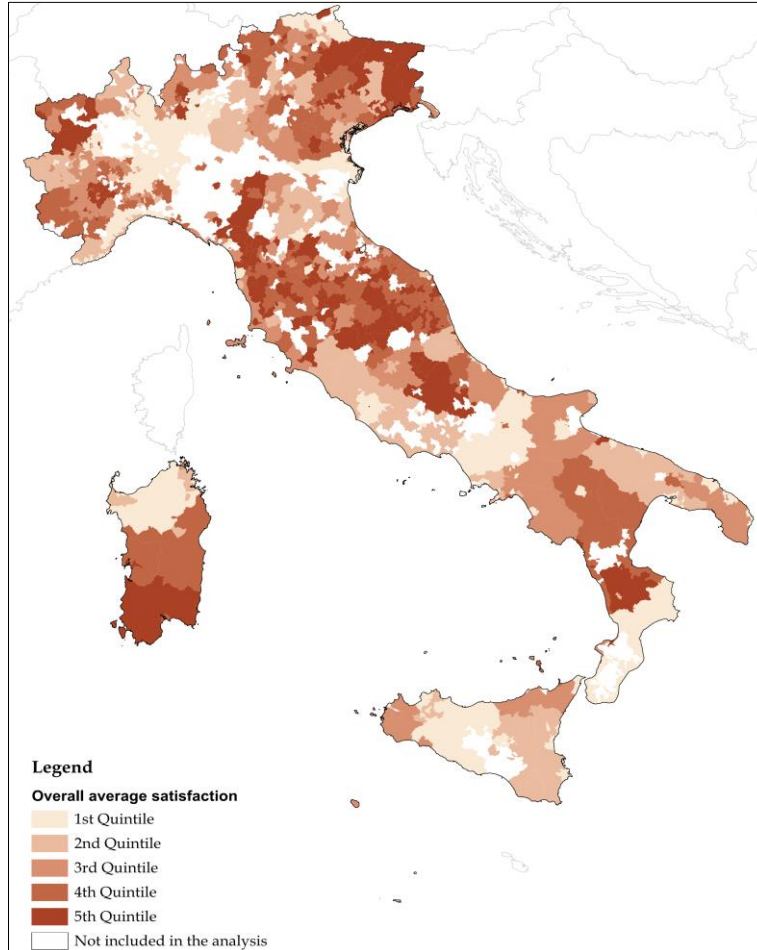 Legend
Overall average satisfaction
1st Quintile
2nd Quintile
3rd Quintile
4th Quintile
5th Quintile
Not included in the analysis